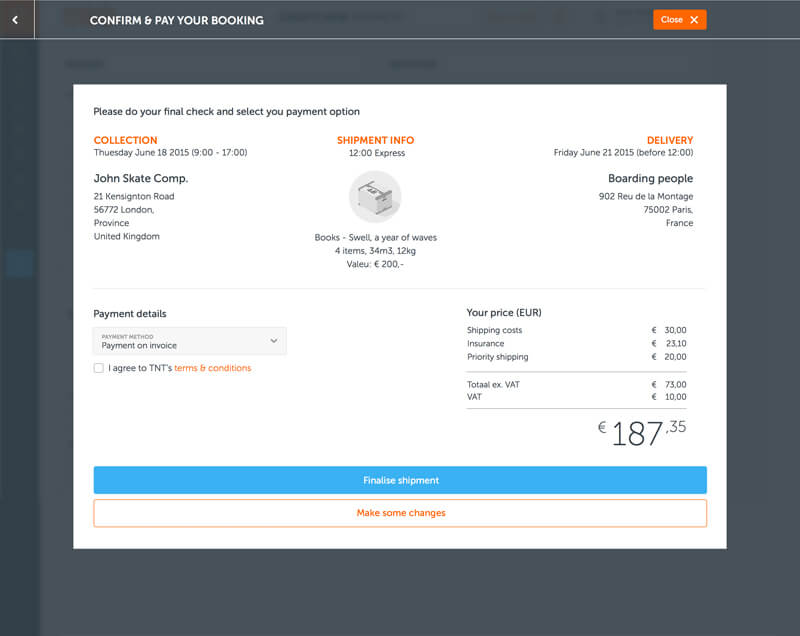 CONFIRM & PAY YOUR BOOKING
Close
Please do your final check and select you payment option
COLLECTION
Thuesday June 18 2015 (9:00 - 17:00)
John Skate Comp.
21 Kensignton Road
56772 London,
Province
United Kingdom
SHIPMENT INFO
12:00 Express
Books - Swell, a year of waves
4 items, 34m3, 12kg
Valeu: € 200,-
DELIVERY
Friday June 21 2015 (before 12:00)
Boarding people
902 Reu de la Montage
75002 Paris,
France
Payment details
PAYMENT METHOD
Payment on invoice
I agree to TNT's terms & conditions
Your price (EUR)
Shipping costs € 30,00
Insurance € 23,10
Priority shipping € 20,00
Totaal ex. VAT € 73,00
VAT € 10,00
€ 187,35
Finalise shipment
Make some changes